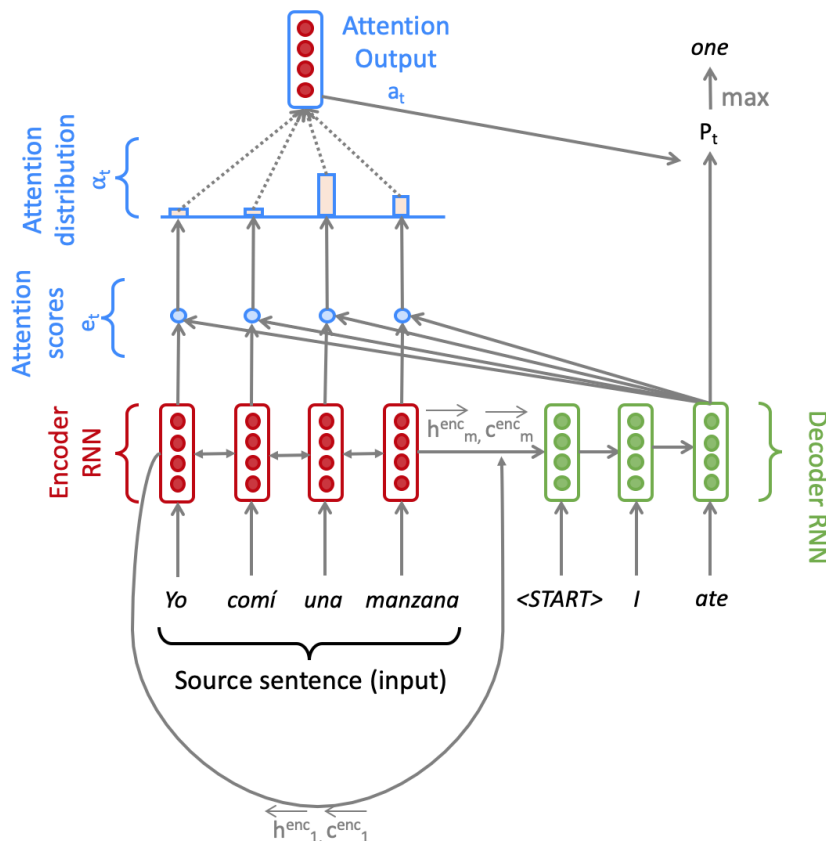 Attention
Output
a_t
one
max
P_t
Attention
distribution
α_t
Attention
scores
e_t
Encoder
RNN
h^enc_m, c^enc_m
Decoder RNN
Yo comí una manzana <START> I ate
Source sentence (input)
h^enc_1, c^enc_1